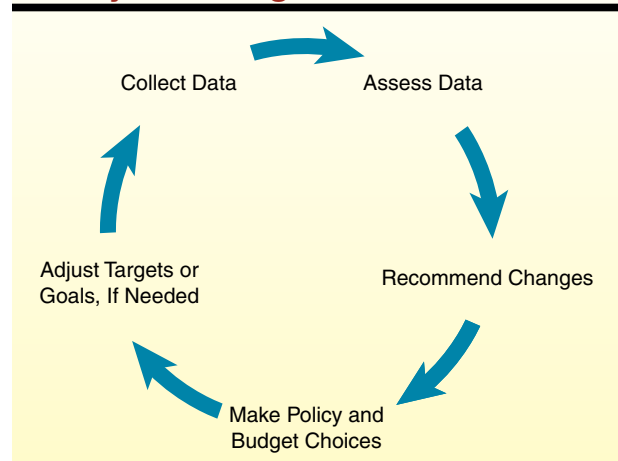 Collect Data
Assess Data
Recommend Changes
Make Policy and
Budget Choices
Adjust Targets or
Goals, If Needed